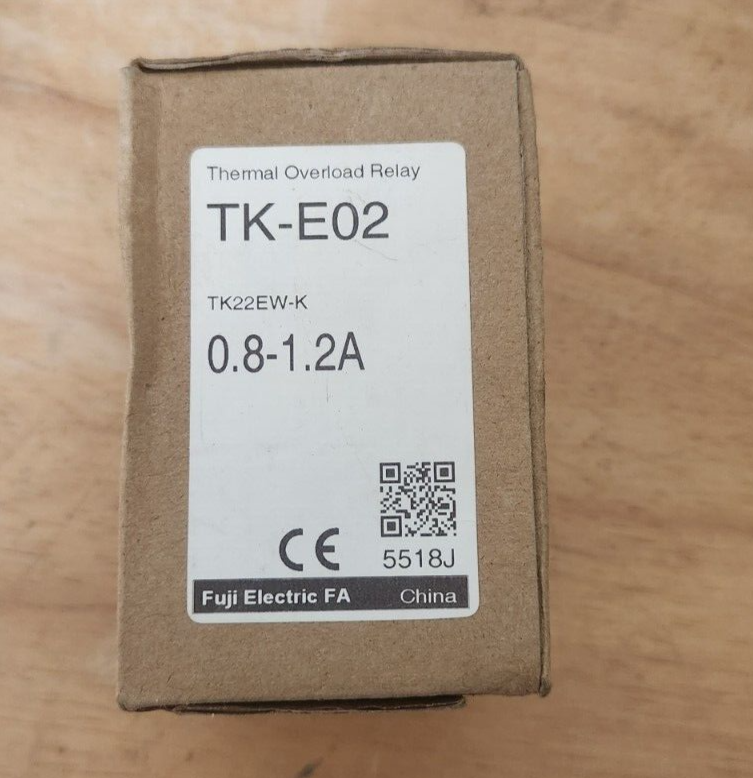 Thermal Overload Relay
TK-E02
TK22EW-K
0.8-1.2A
CE
5518J
Fuji Electric FA China